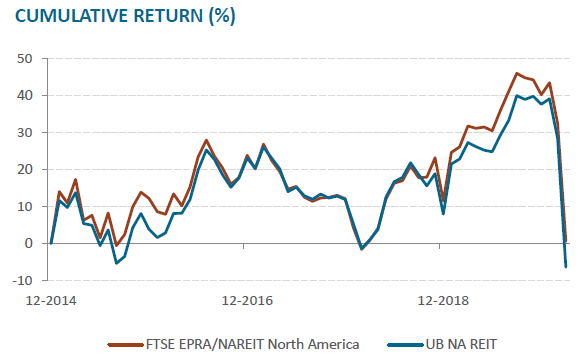 CUMULATIVE RETURN (%)
50
40
30
20
10
0
-10
12-2014 12-2016 12-2018
FTSE EPRA/NAREIT North America UB NA REIT